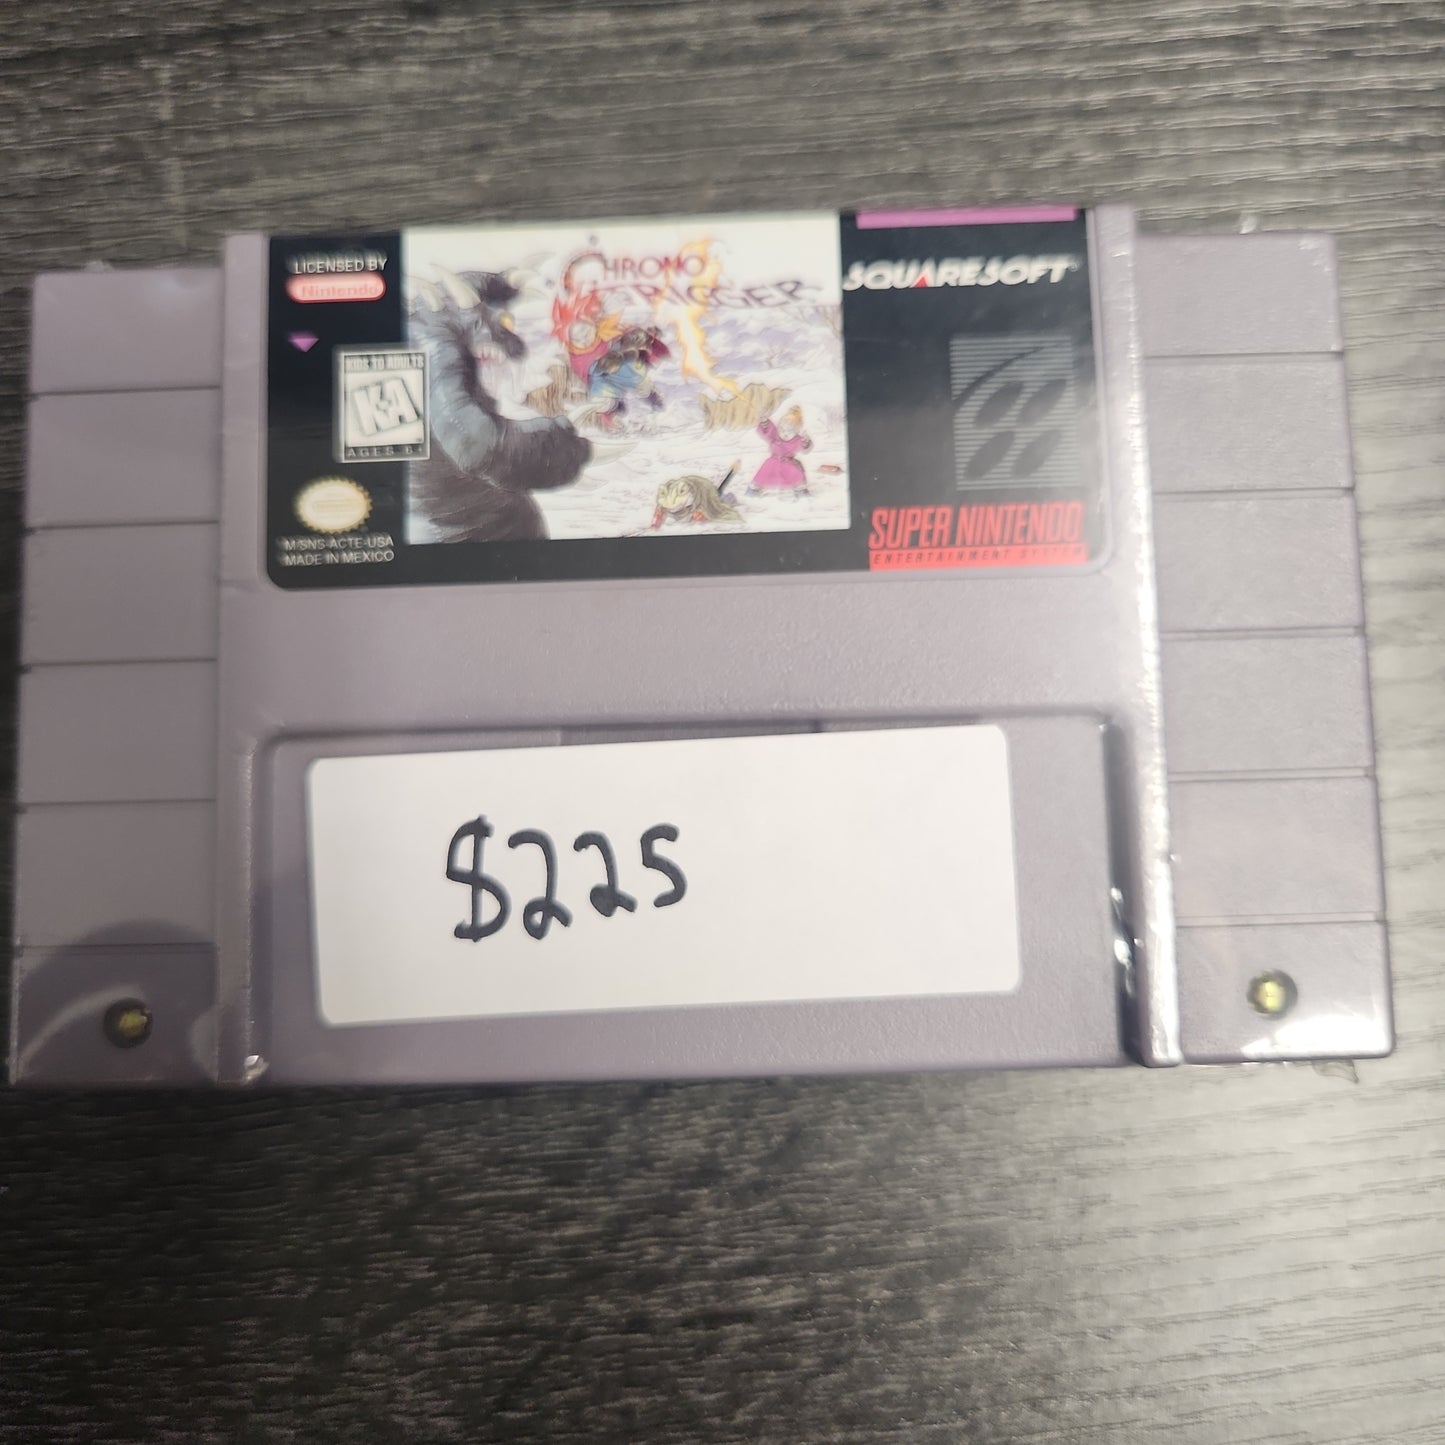 LICENSED BY
Nintendo
CHRONO
TRIGGER
SQUARESOFT
KIDS TO ADULTS
K-A
AGES 6+
M/SNS-ACTE-USA
MADE IN MEXICO
SUPER NINTENDO
ENTERTAINMENT SYSTEM
$225